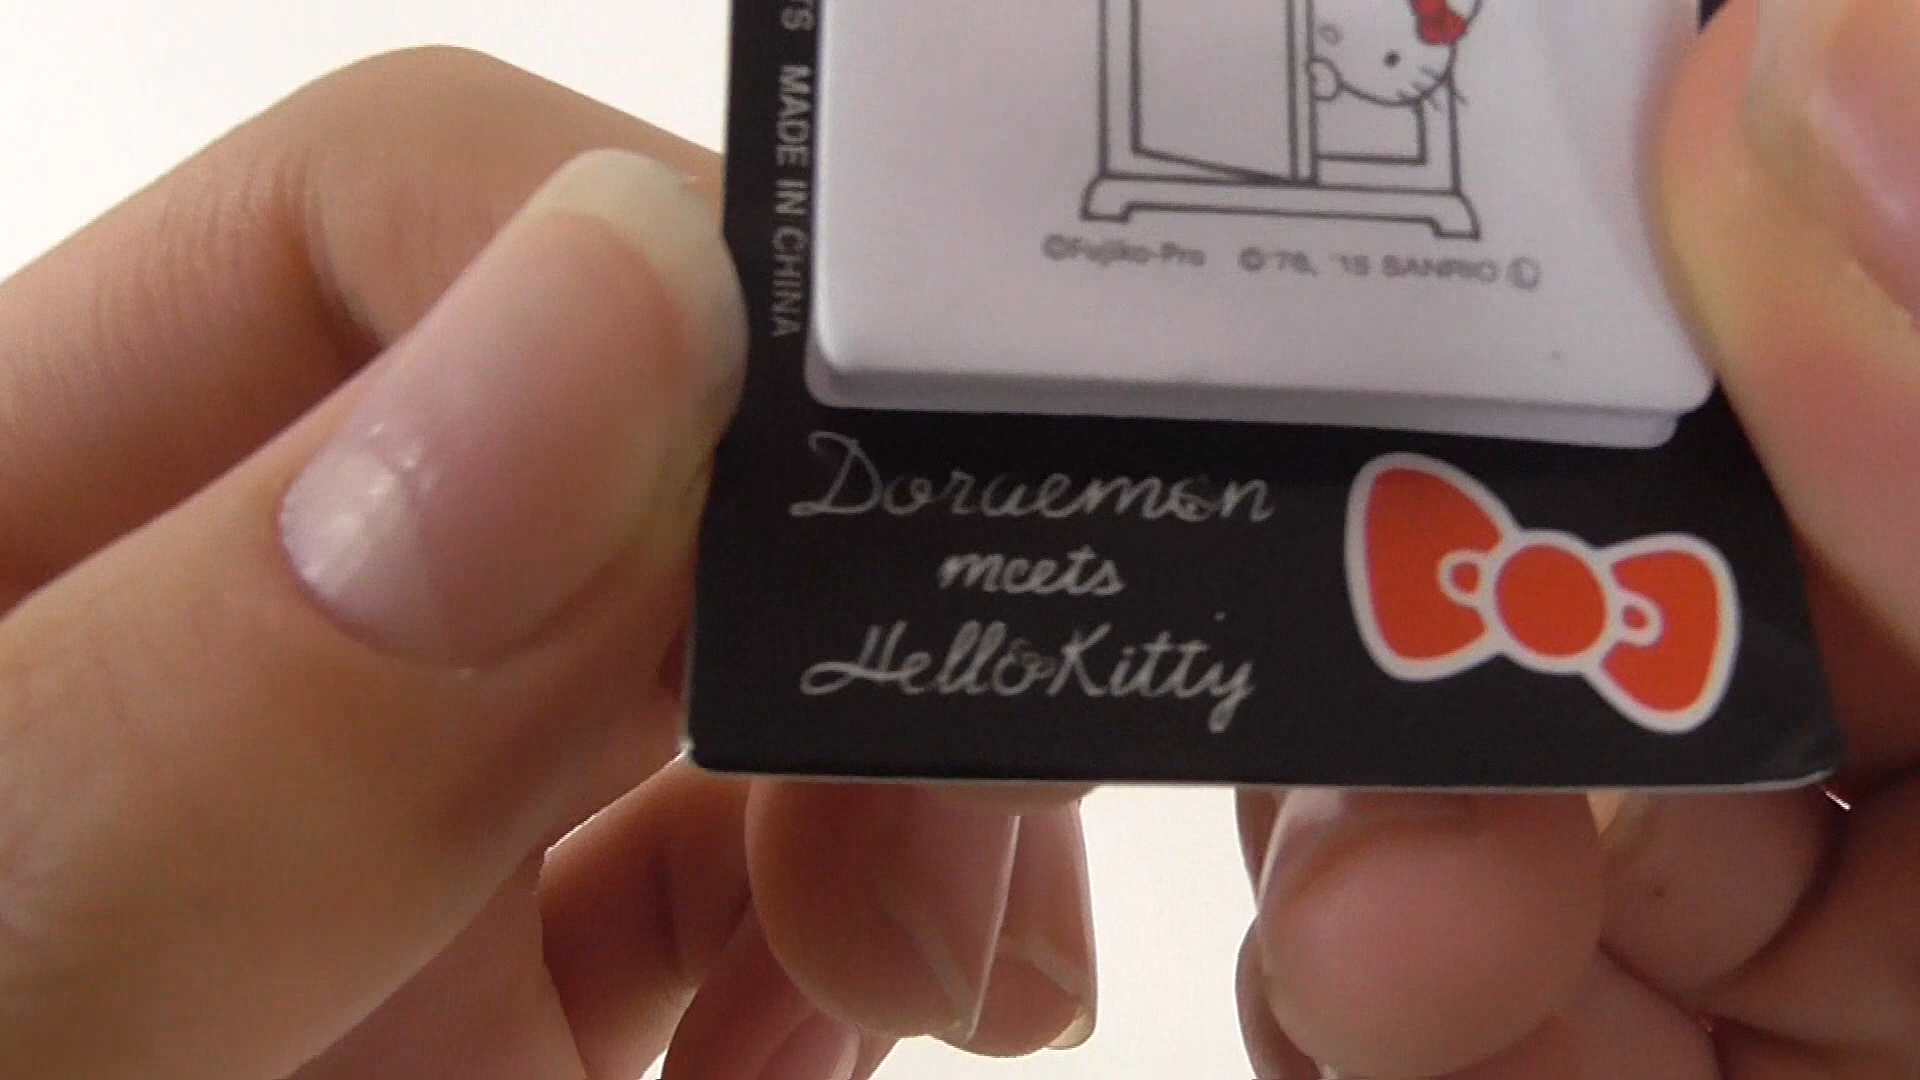 MADE IN CHINA
©Fujiko-Pro ©'76, '15 SANRIO Ⓛ
Doraemon
meets
Hello Kitty